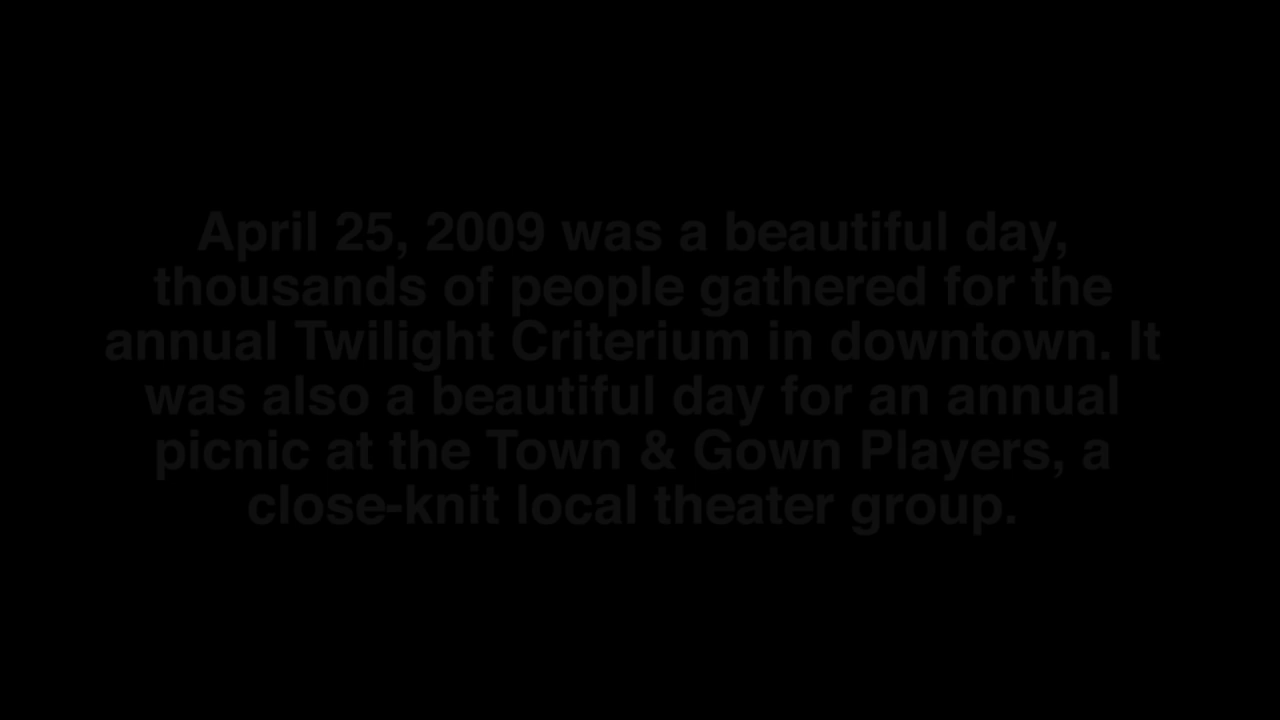 April 25, 2009 was a beautiful day,
thousands of people gathered for the
annual Twilight Criterium in downtown. It
was also a beautiful day for an annual
picnic at the Town & Gown Players, a
close-knit local theater group.